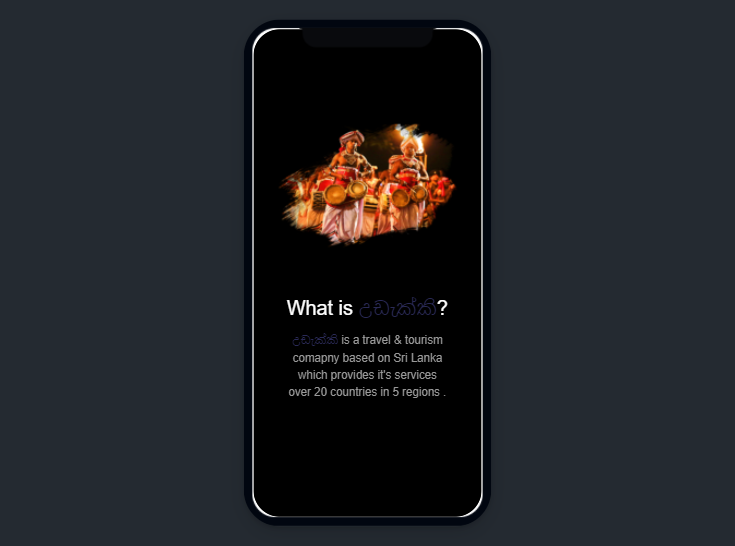 What is උඩැක්කි?
උඩැක්කි is a travel & tourism
comapny based on Sri Lanka
which provides it's services
over 20 countries in 5 regions .